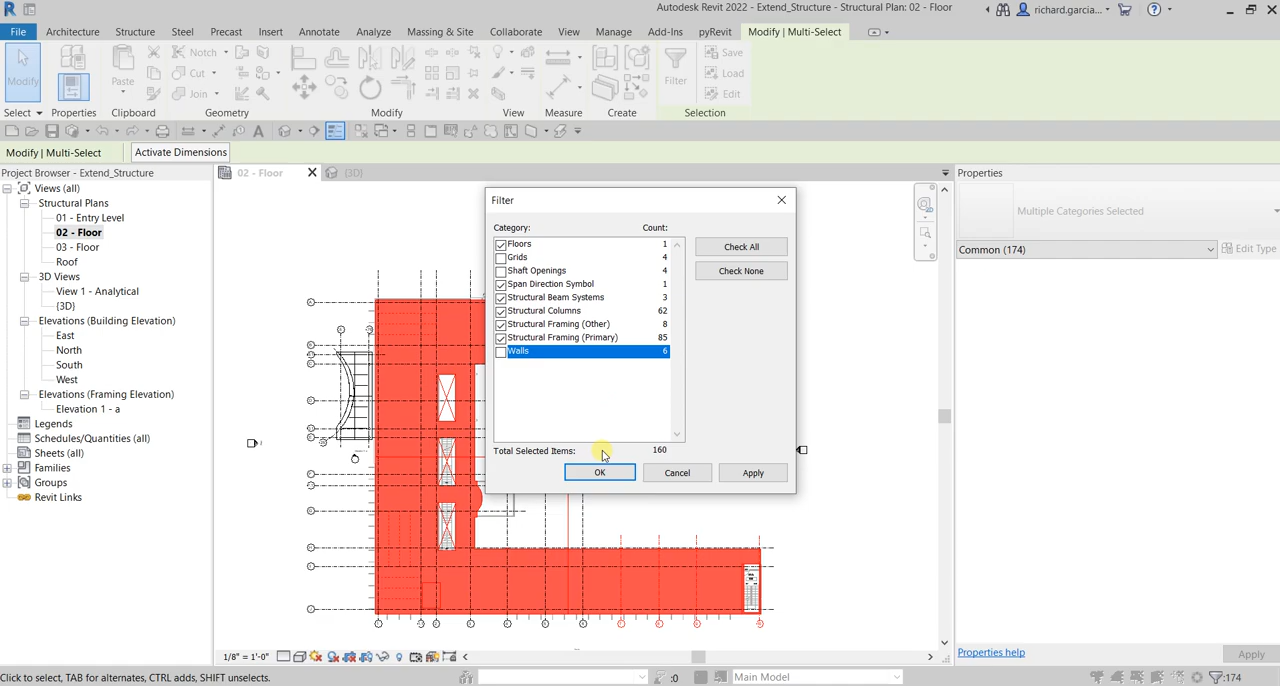 Autodesk Revit 2022 - Extend_Structure - Structural Plan: 02 - Floor
richard.garcia...
File Architecture Structure Steel Precast Insert Annotate Analyze Massing & Site Collaborate View Manage Add-Ins pyRevit Modify | Multi-Select
Modify Paste Notch Cut Join Filter Save Load Edit
Select Properties Clipboard Geometry Modify View Measure Create Selection
Modify | Multi-Select Activate Dimensions
Project Browser - Extend_Structure
Views (all)
Structural Plans
01 - Entry Level
02 - Floor
03 - Floor
Roof
3D Views
View 1 - Analytical
{3D}
Elevations (Building Elevation)
East
North
South
West
Elevations (Framing Elevation)
Elevation 1 - a
Legends
Schedules/Quantities (all)
Sheets (all)
Families
Groups
Revit Links
02 - Floor
{3D}
Filter
Category: Count:
Floors 1
Grids 4
Shaft Openings 4
Span Direction Symbol 1
Structural Beam Systems 3
Structural Columns 62
Structural Framing (Other) 8
Structural Framing (Primary) 85
Walls 6
Total Selected Items: 160
Check All
Check None
OK Cancel Apply
Properties
Multiple Categories Selected
Common (174) Edit Type
Properties help Apply
1/8" = 1'-0"
Click to select, TAB for alternates, CTRL adds, SHIFT unselects.
:0 Main Model :174